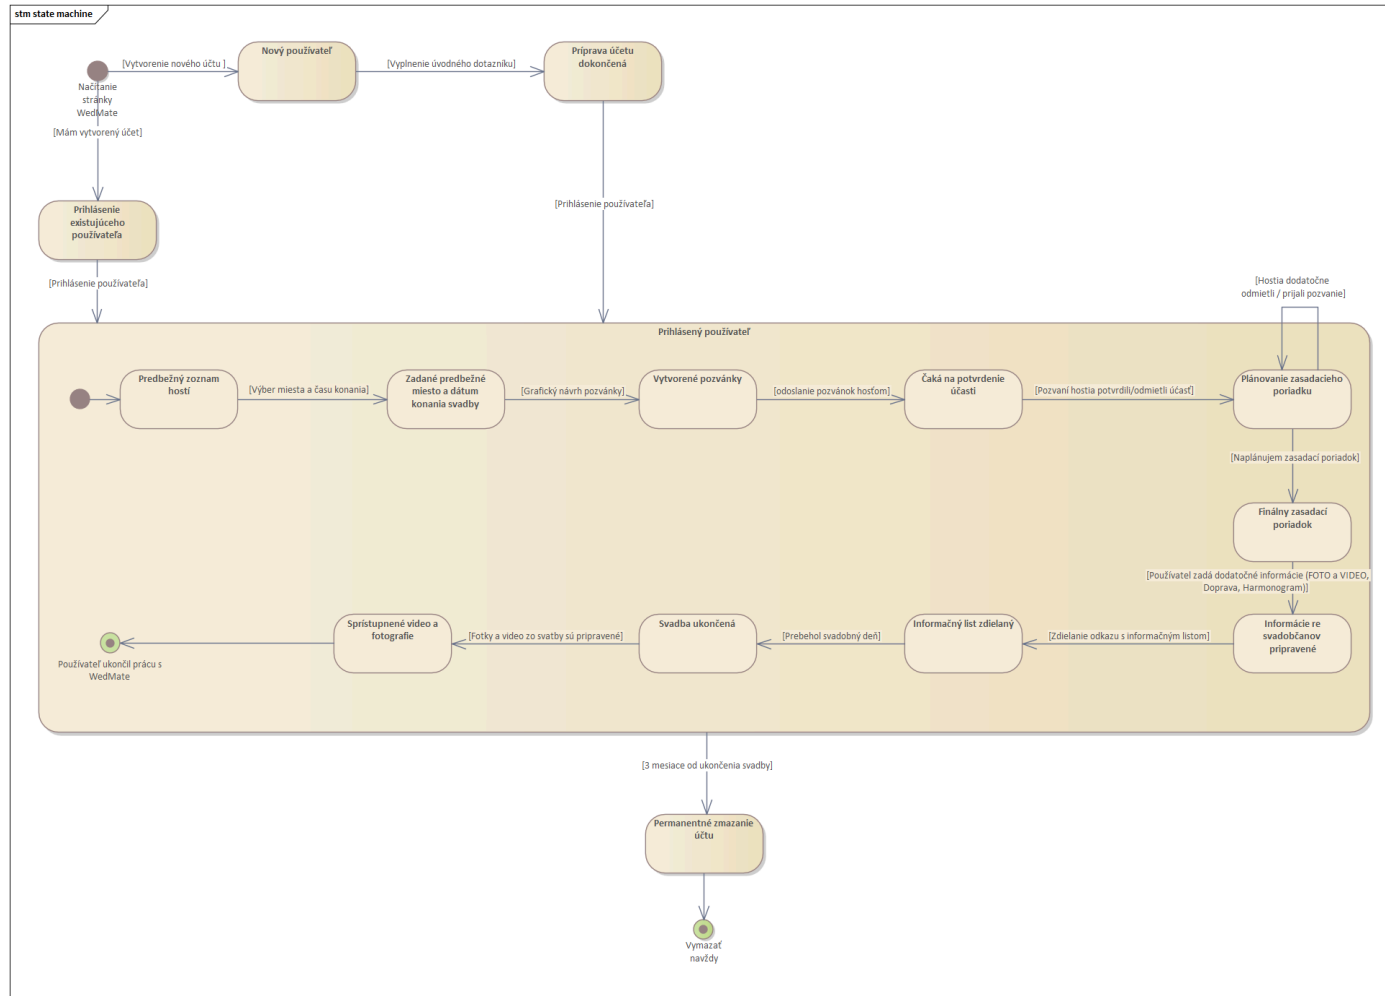 stm state machine
Nový používateľ
Príprava účetu
dokončená
[Vytvorenie nového účtu ]
[Vyplnenie úvodného dotazníku]
Načítanie
stránky
WedMate
[Mám vytvorený účet]
Prihlásenie
existujúceho
používateľa
[Prihlásenie používateľa]
[Prihlásenie používateľa]
[Hostia dodatočne
odmietli / prijali pozvanie]
Prihlásený používateľ
Predbežný zoznam
hostí
[Výber miesta a času konania]
Zadané predbežné
miesto a dátum
konania svadby
[Grafický návrh pozvánky]
Vytvorené pozvánky
[odoslanie pozvánok hosťom]
Čaká na potvrdenie
účasti
[Pozvaní hostia potvrdili/odmietli úćasť]
Plánovanie zasadacieho
poriadku
[Naplánujem zasadací poriadok]
Finálny zasadací
poriadok
[Používatel zadá dodatočné informácie (FOTO a VIDEO,
Doprava, Harmonogram)]
Informácie re
svadobčanov
pripravené
[Zdielanie odkazu s informačným listom]
Informačný list zdielaný
[Prebehol svadobný deň]
Svadba ukončená
[Fotky a video zo svatby sú pripravené]
Sprístupnené video a
fotografie
Používateľ ukončil prácu s
WedMate
[3 mesiace od ukončenia svadby]
Permanentné zmazanie
účtu
Vymazať
navždy